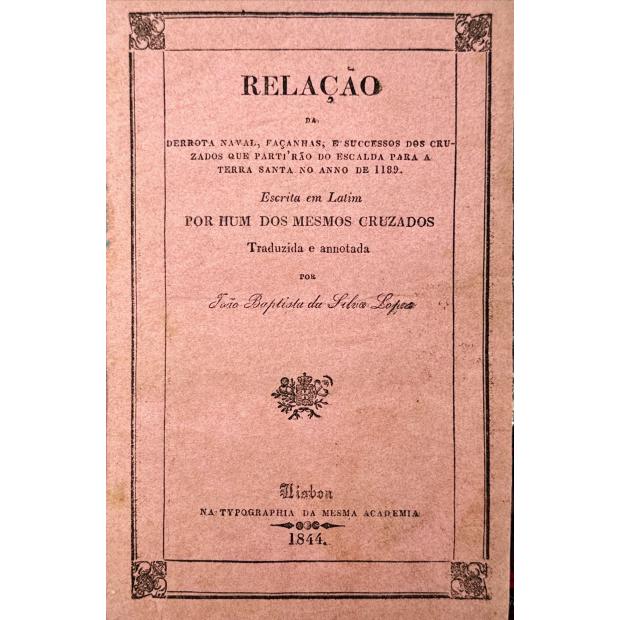 RELAÇÃO
DA
DERROTA NAVAL, FAÇANHAS, E SUCCESSOS DOS CRU-
ZADOS QUE PARTI'RÃO DO ESCALDA PARA A
TERRA SANTA NO ANNO DE 1189.
Escrita em Latim
POR HUM DOS MESMOS CRUZADOS
Traduzida e annotada
POR
João Baptista da Silva Lopes
Lisboa
NA TYPOGRAPHIA DA MESMA ACADEMIA
1844.